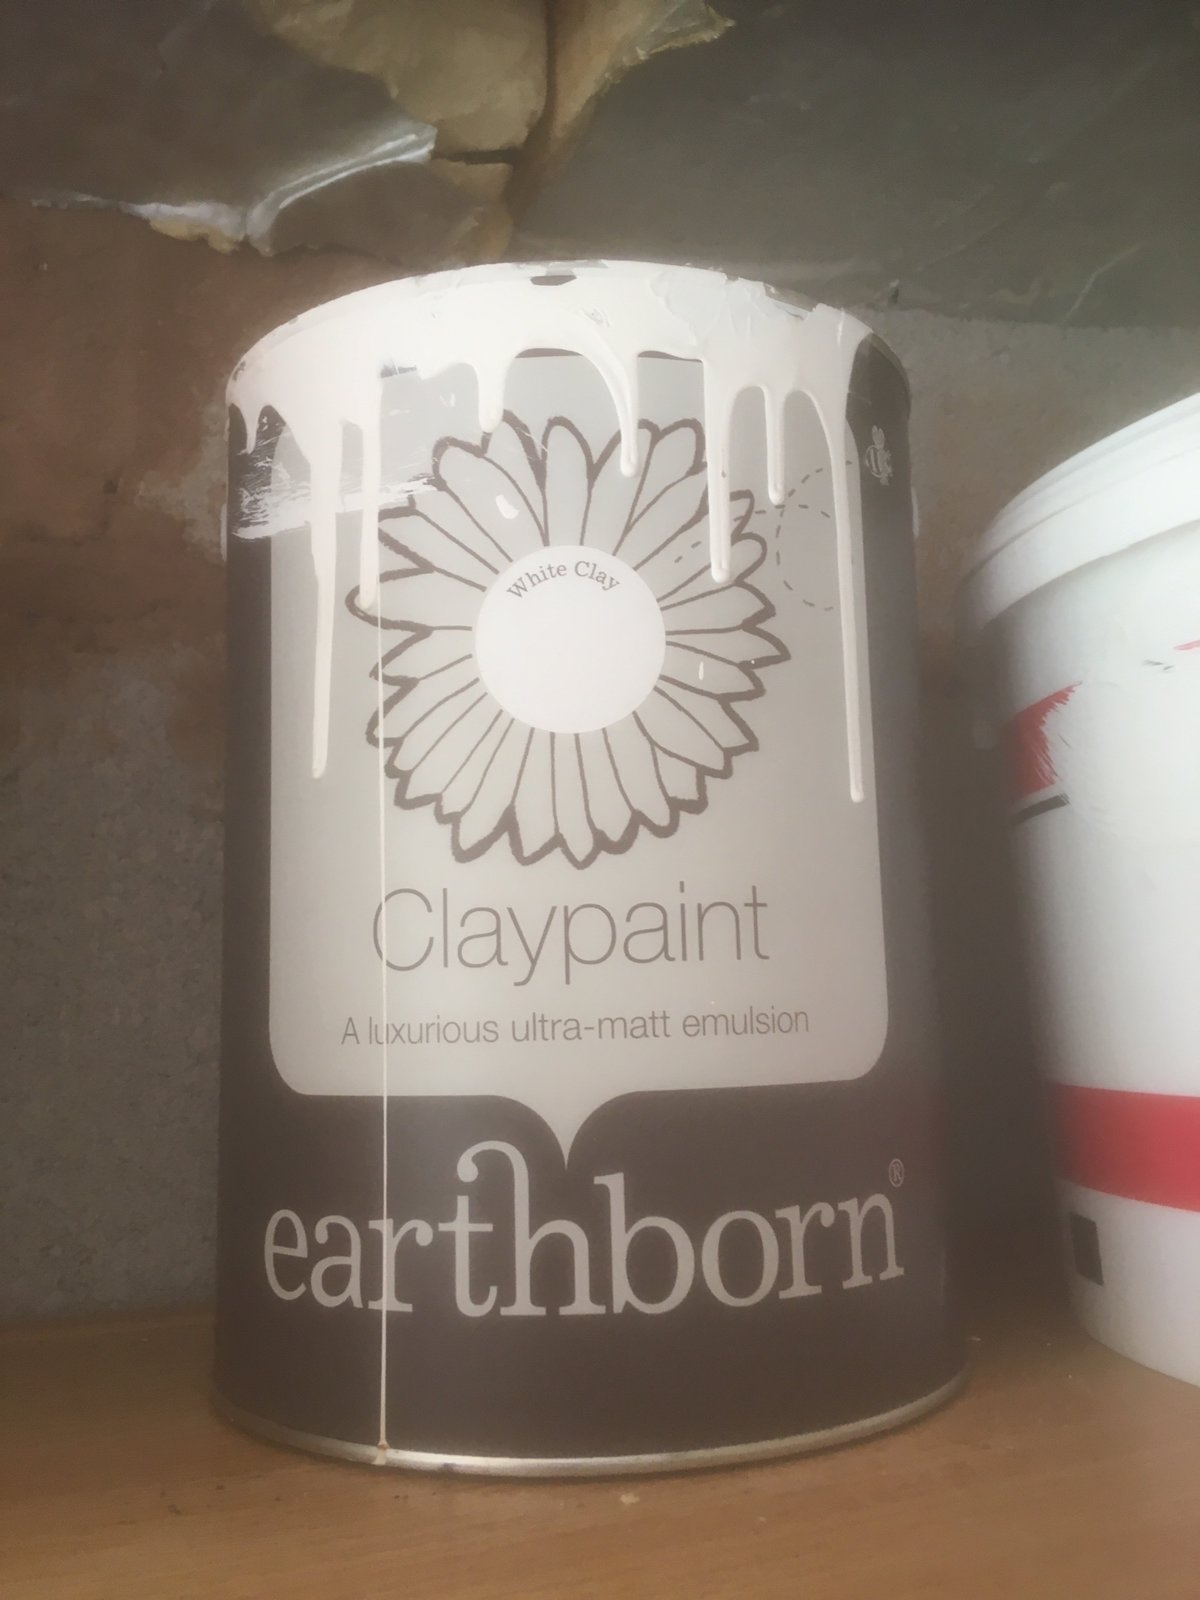 White Clay
Claypaint
A luxurious ultra-matt emulsion
earthborn®